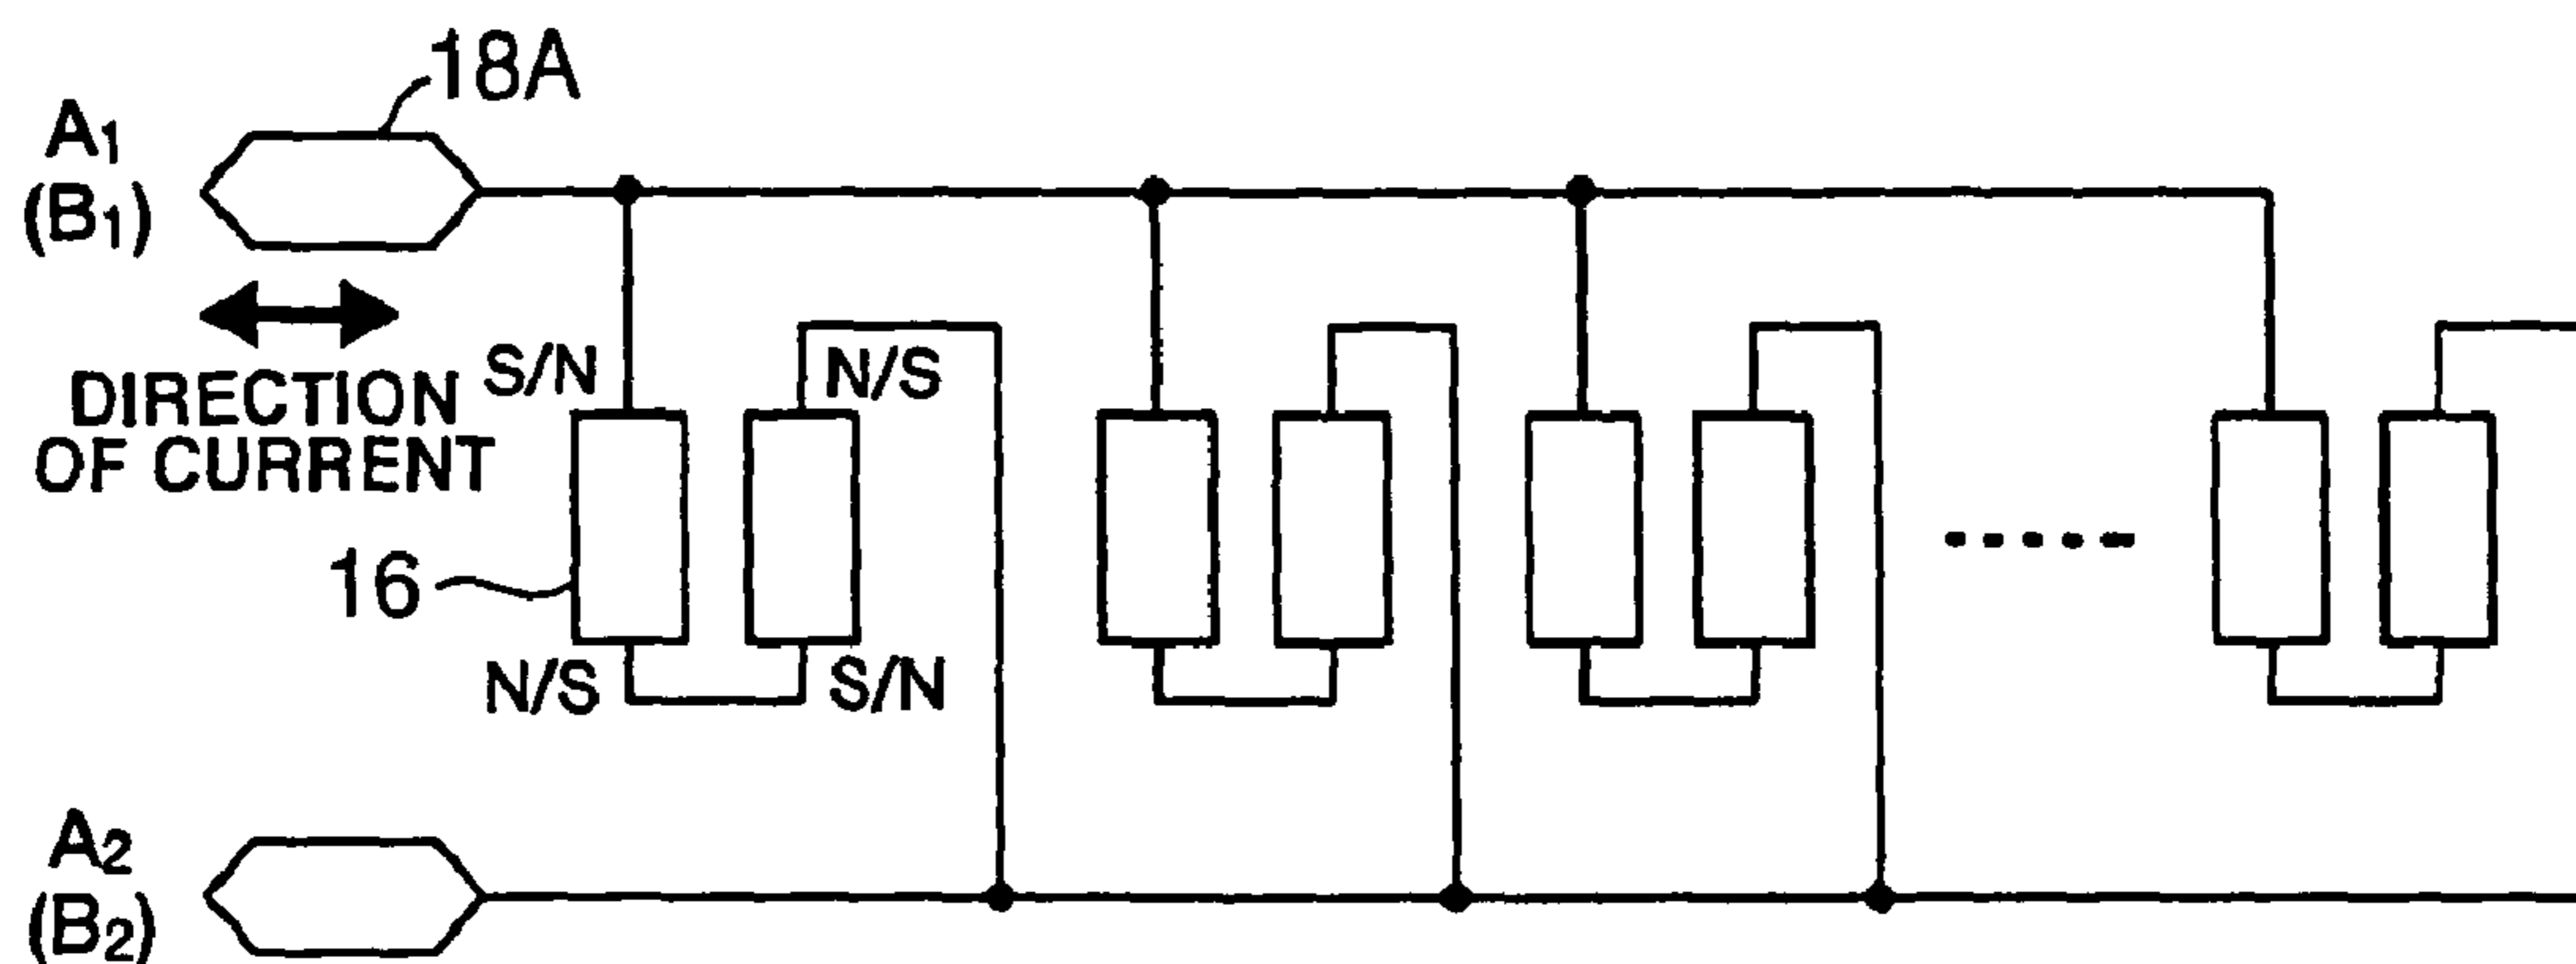 18A
A1
(B1)
DIRECTION
OF CURRENT
S/N
N/S
16
N/S
S/N
A2
(B2)